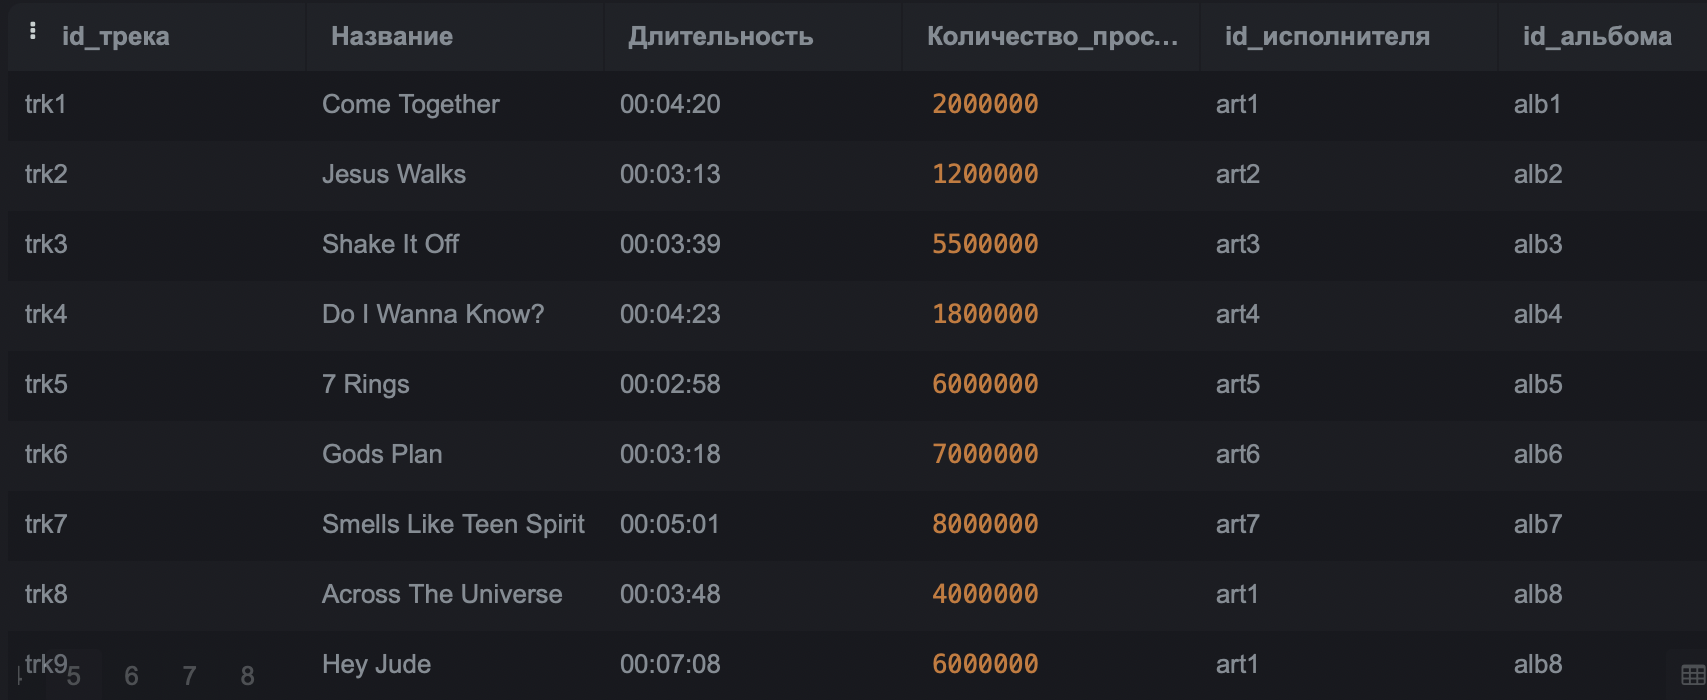 id_трека Название Длительность Количество_прос... id_исполнителя id_альбома
trk1 Come Together 00:04:20 2000000 art1 alb1
trk2 Jesus Walks 00:03:13 1200000 art2 alb2
trk3 Shake It Off 00:03:39 5500000 art3 alb3
trk4 Do I Wanna Know? 00:04:23 1800000 art4 alb4
trk5 7 Rings 00:02:58 6000000 art5 alb5
trk6 Gods Plan 00:03:18 7000000 art6 alb6
trk7 Smells Like Teen Spirit 00:05:01 8000000 art7 alb7
trk8 Across The Universe 00:03:48 4000000 art1 alb8
trk9 Hey Jude 00:07:08 6000000 art1 alb8
5 6 7 8